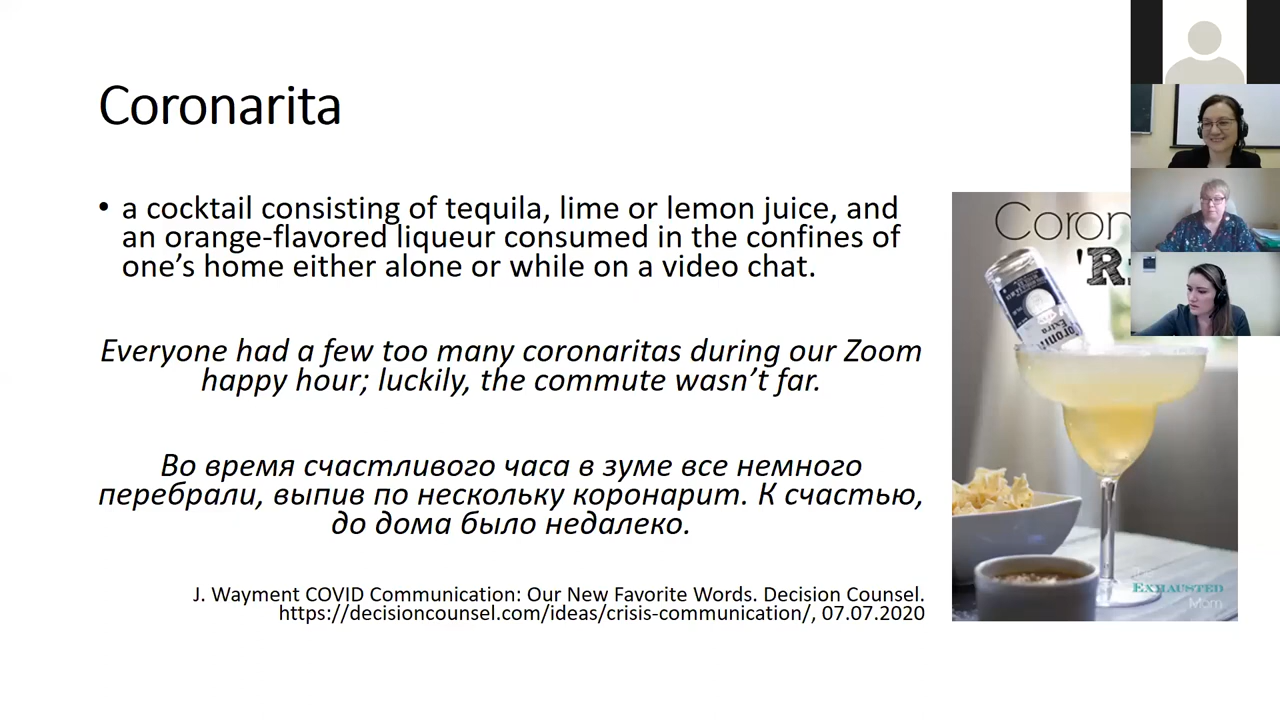 Coronarita
• a cocktail consisting of tequila, lime or lemon juice, and
an orange-flavored liqueur consumed in the confines of
one’s home either alone or while on a video chat.
Everyone had a few too many coronaritas during our Zoom
happy hour; luckily, the commute wasn’t far.
Во время счастливого часа в зуме все немного
перебрали, выпив по нескольку коронарит. К счастью,
до дома было недалеко.
J. Wayment COVID Communication: Our New Favorite Words. Decision Counsel.
https://decisioncounsel.com/ideas/crisis-communication/, 07.07.2020
Coron
'R
Extra
Exhausted
Mom